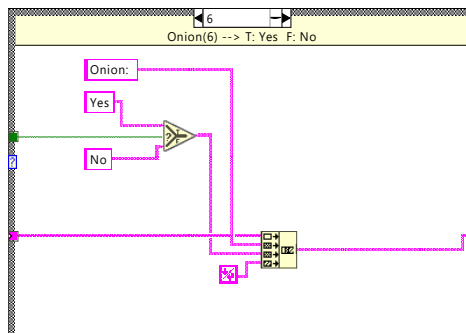 6
Onion(6) --> T: Yes F: No
Onion:
Yes
T
?
F
No
?